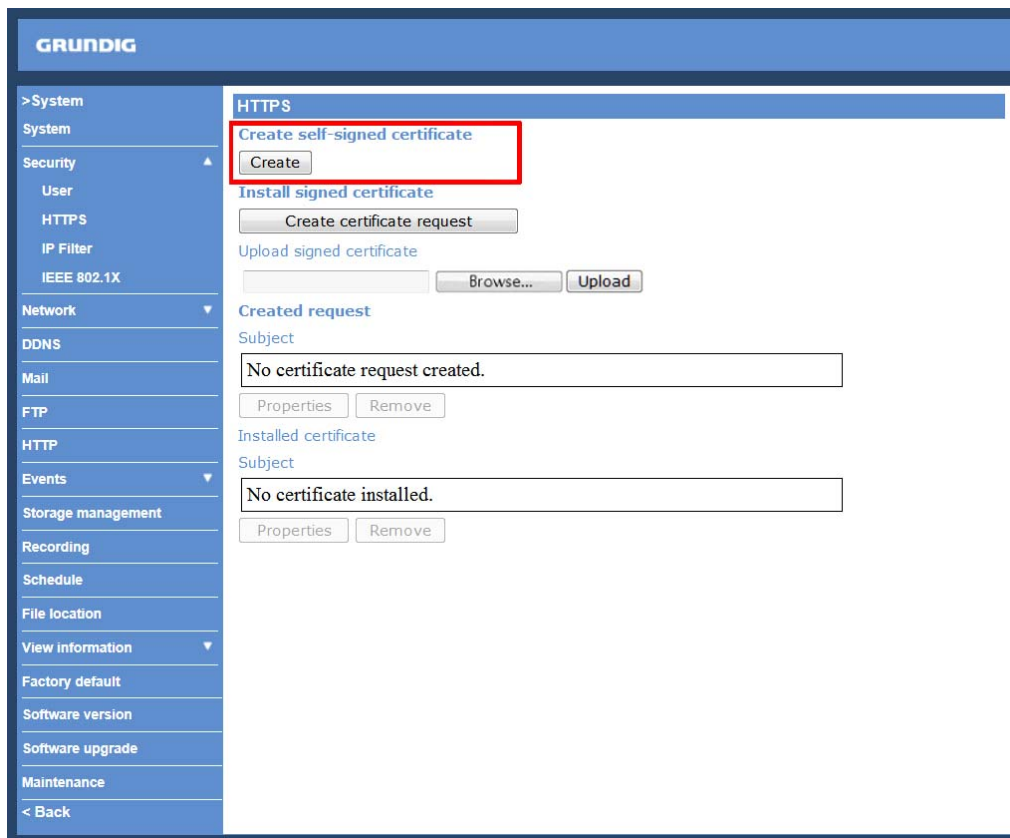 GRUNDIG
>System
System
Security
User
HTTPS
IP Filter
IEEE 802.1X
Network
DDNS
Mail
FTP
HTTP
Events
Storage management
Recording
Schedule
File location
View information
Factory default
Software version
Software upgrade
Maintenance
< Back
HTTPS
Create self-signed certificate
Create
Install signed certificate
Create certificate request
Upload signed certificate
Browse... Upload
Created request
Subject
No certificate request created.
Properties Remove
Installed certificate
Subject
No certificate installed.
Properties Remove